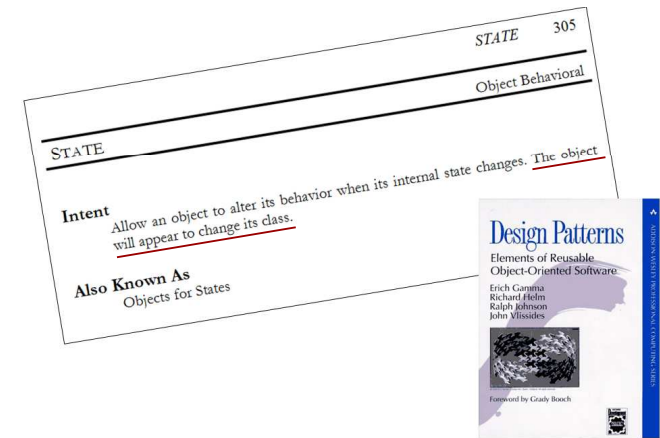 STATE 305
Object Behavioral
STATE
Intent
Allow an object to alter its behavior when its internal state changes. The object
will appear to change its class.
Also Known As
Objects for States
Design Patterns
Elements of Reusable
Object-Oriented Software
Erich Gamma
Richard Helm
Ralph Johnson
John Vlissides
Foreword by Grady Booch
ADDISON-WESLEY PROFESSIONAL COMPUTING SERIES